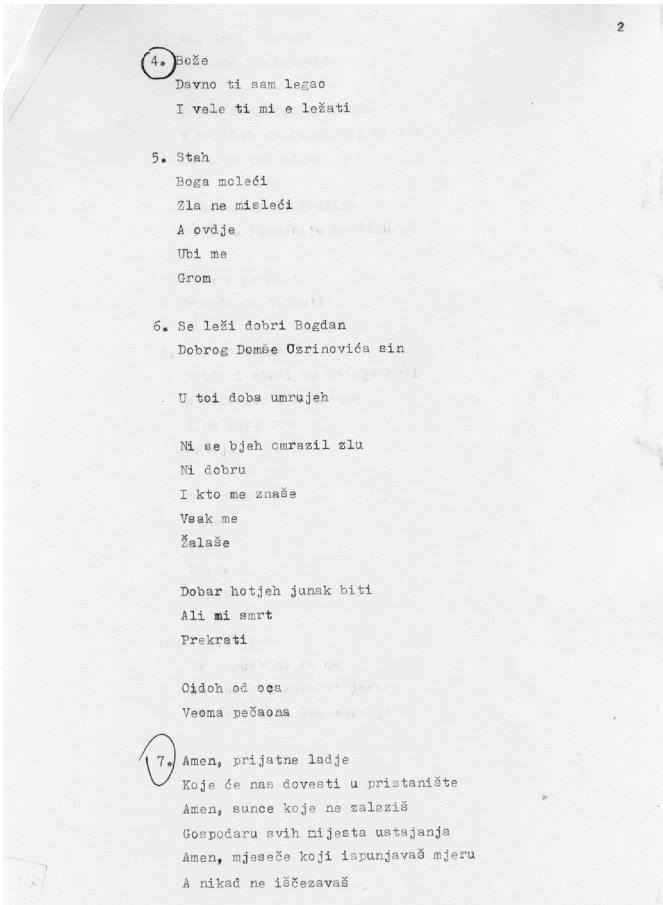 2
4. Bože
Davno ti sam legao
I vele ti mi e ležati
5. Stah
Boga moleći
Zla ne misleći
A ovdje
Ubi me
Grom
6. Se leži dobri Bogdan
Dobrog Domše Ozrinovića sin
U toi doba umrujeh
Ni se bjeh omrazil zlu
Ni dobru
I kto me znaše
Vsak me
Žalaše
Dobar hotjeh junak biti
Ali mi smrt
Prekrati
Oidoh od oca
Veoma pečaona
7. Amen, prijatne ladje
Koje će nas dovesti u pristanište
Amen, sunce koje ne zalaziš
Gospodaru svih mijesta ustajanja
Amen, mjeseče koji ispunjavaš mjeru
A nikad ne iščezavaš